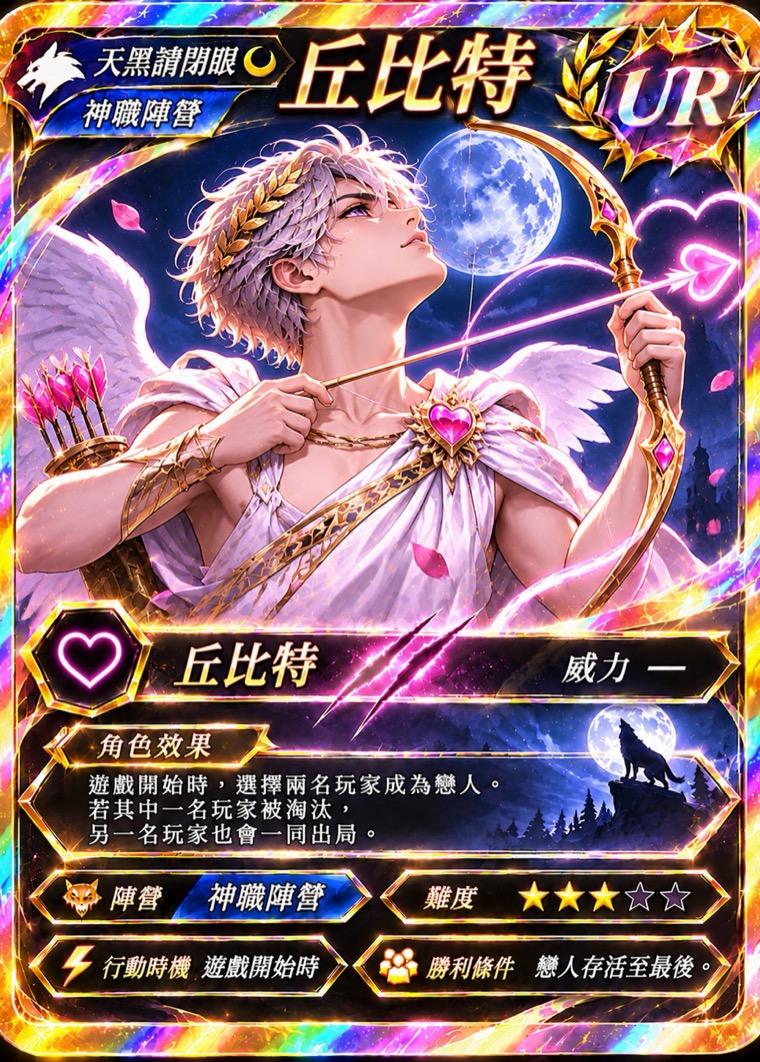 天黑請閉眼
神職陣營
丘比特
UR
丘比特
威力 —
角色效果
遊戲開始時，選擇兩名玩家成為戀人。
若其中一名玩家被淘汰，
另一名玩家也會一同出局。
陣營 神職陣營
難度 ★★★☆☆
行動時機 遊戲開始時
勝利條件 戀人存活至最後。